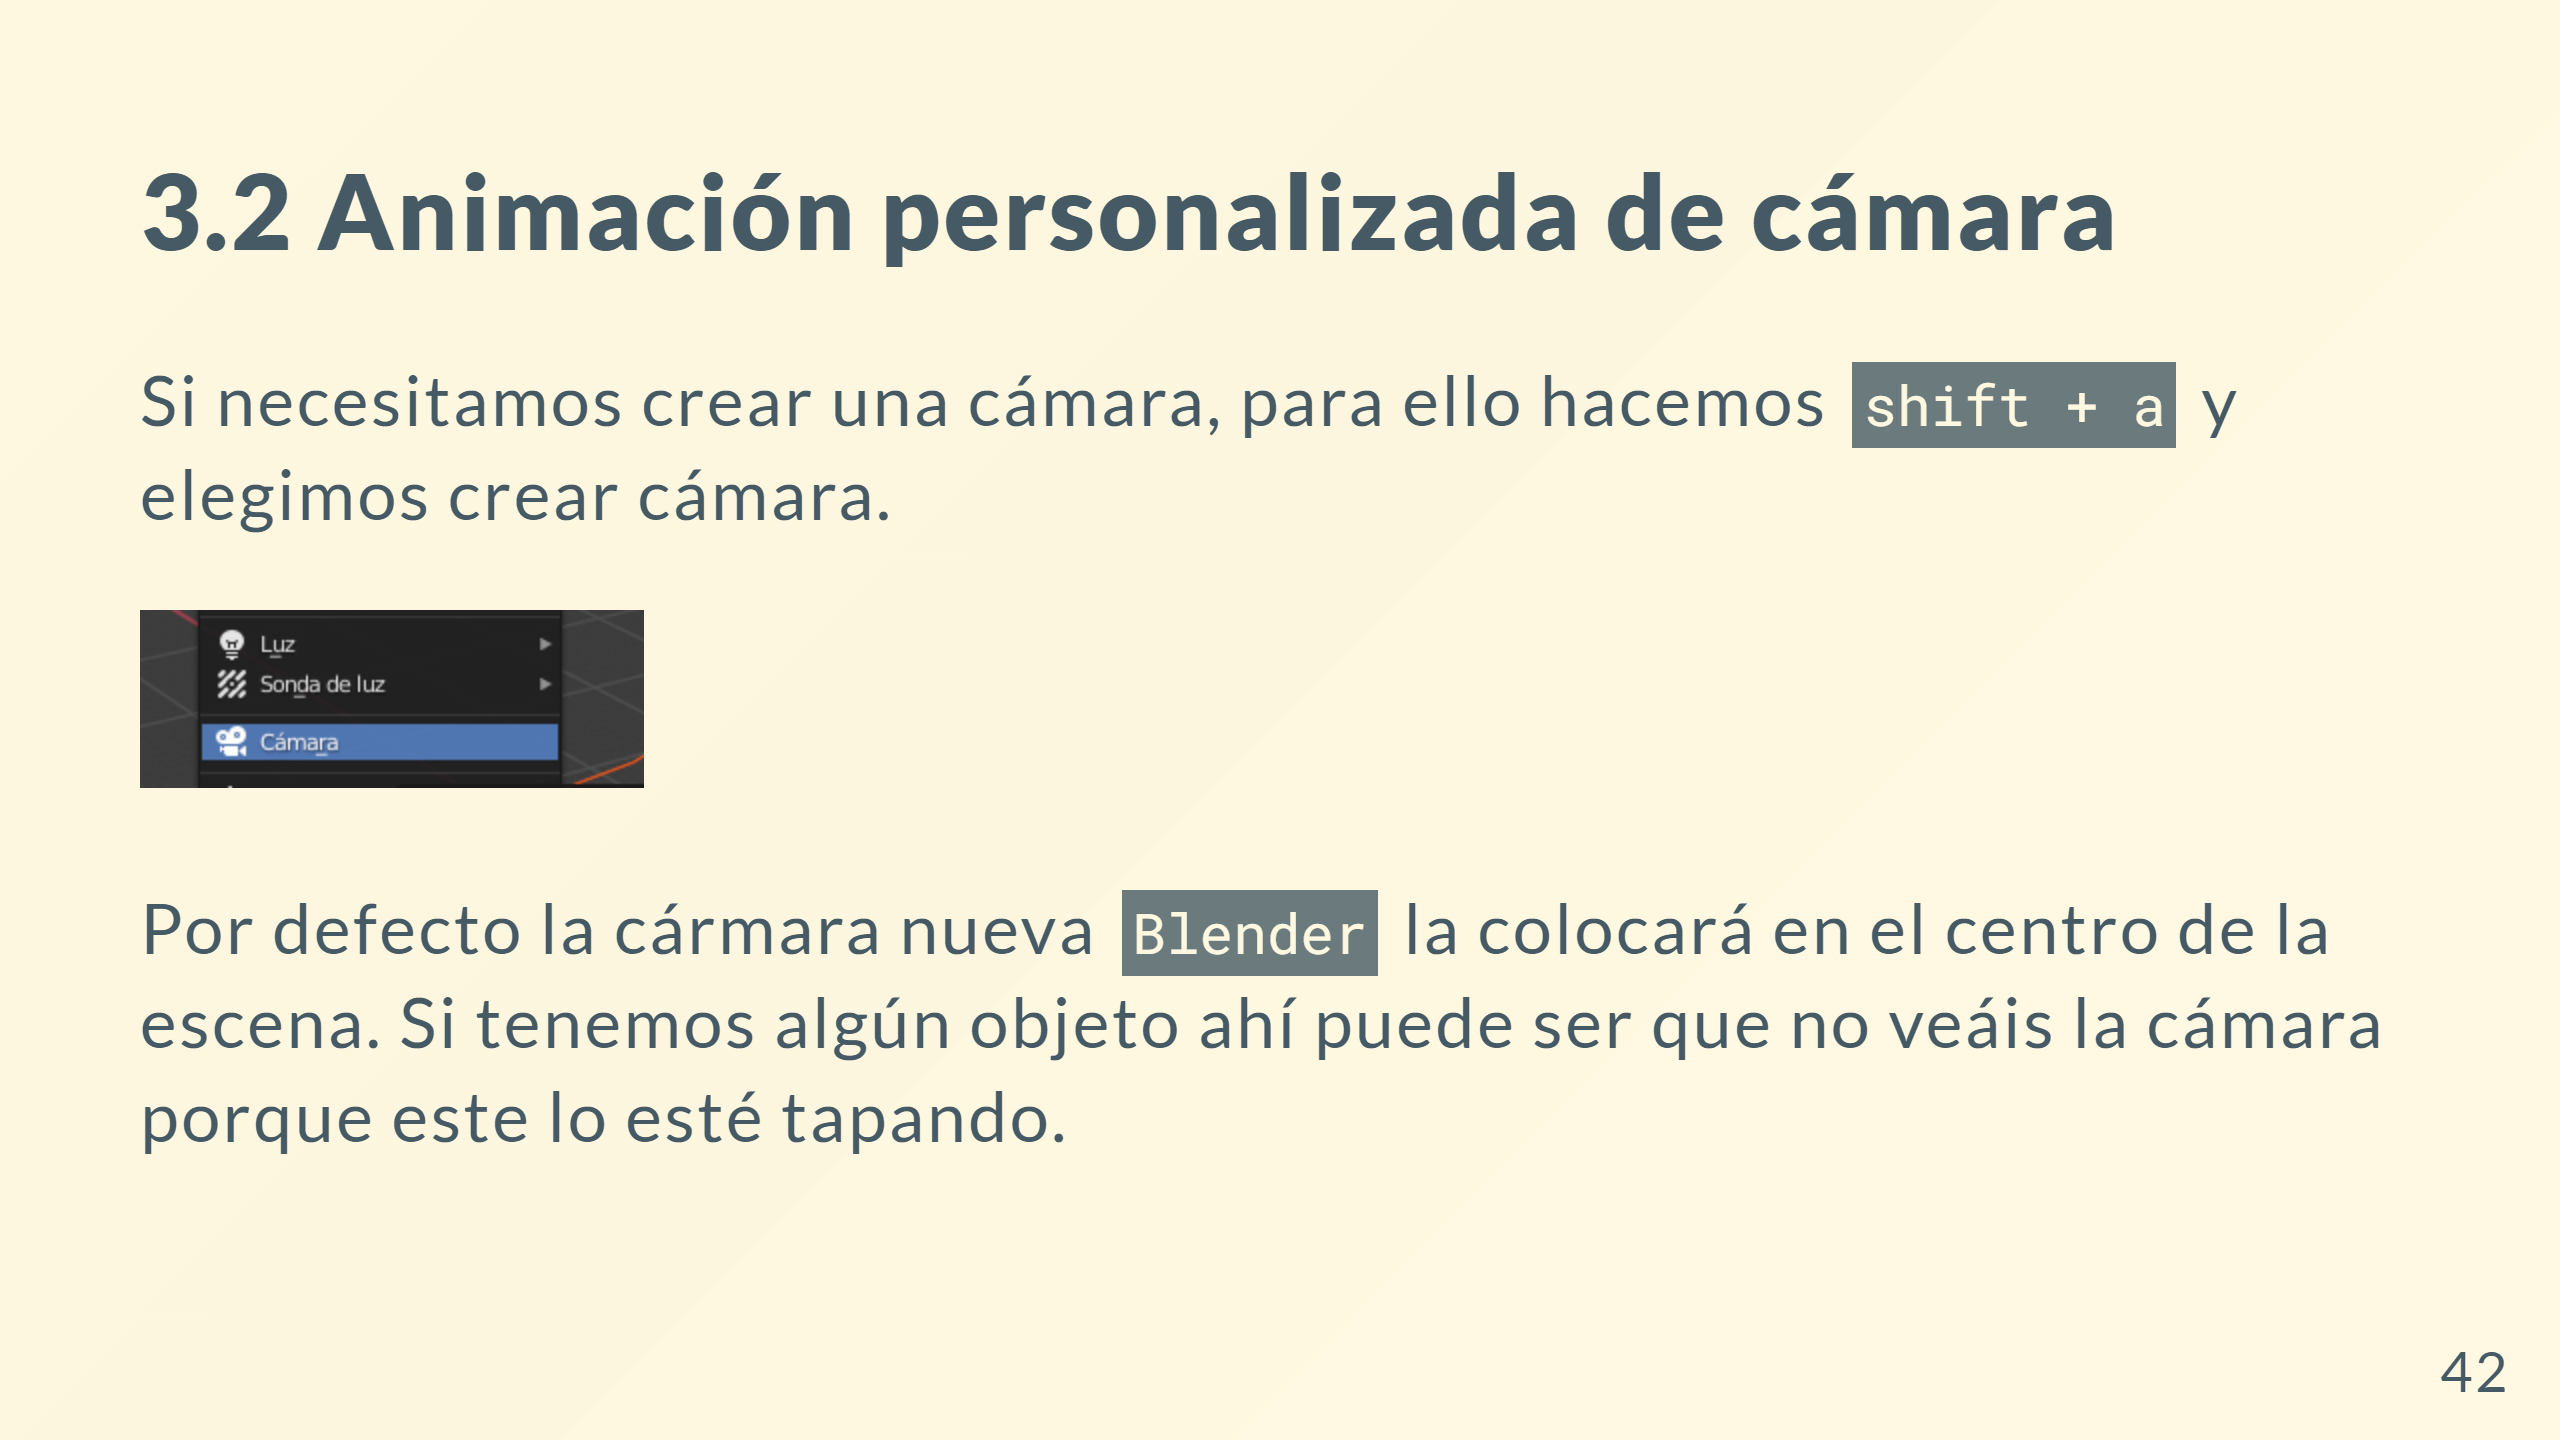 3.2 Animación personalizada de cámara
Si necesitamos crear una cámara, para ello hacemos shift + a y
elegimos crear cámara.
Luz
Sonda de luz
Cámara
Por defecto la cármara nueva Blender la colocará en el centro de la
escena. Si tenemos algún objeto ahí puede ser que no veáis la cámara
porque este lo esté tapando.
42